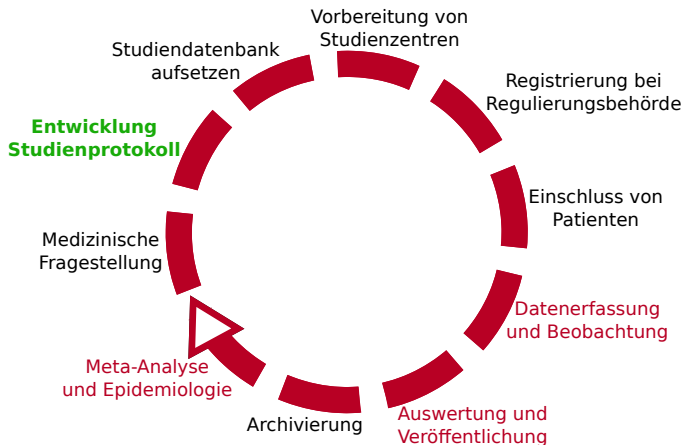 Vorbereitung von
Studienzentren
Studiendatenbank
aufsetzen
Registrierung bei
Regulierungsbehörde
Entwicklung
Studienprotokoll
Einschluss von
Patienten
Medizinische
Fragestellung
Datenerfassung
und Beobachtung
Meta-Analyse
und Epidemiologie
Archivierung
Auswertung und
Veröffentlichung